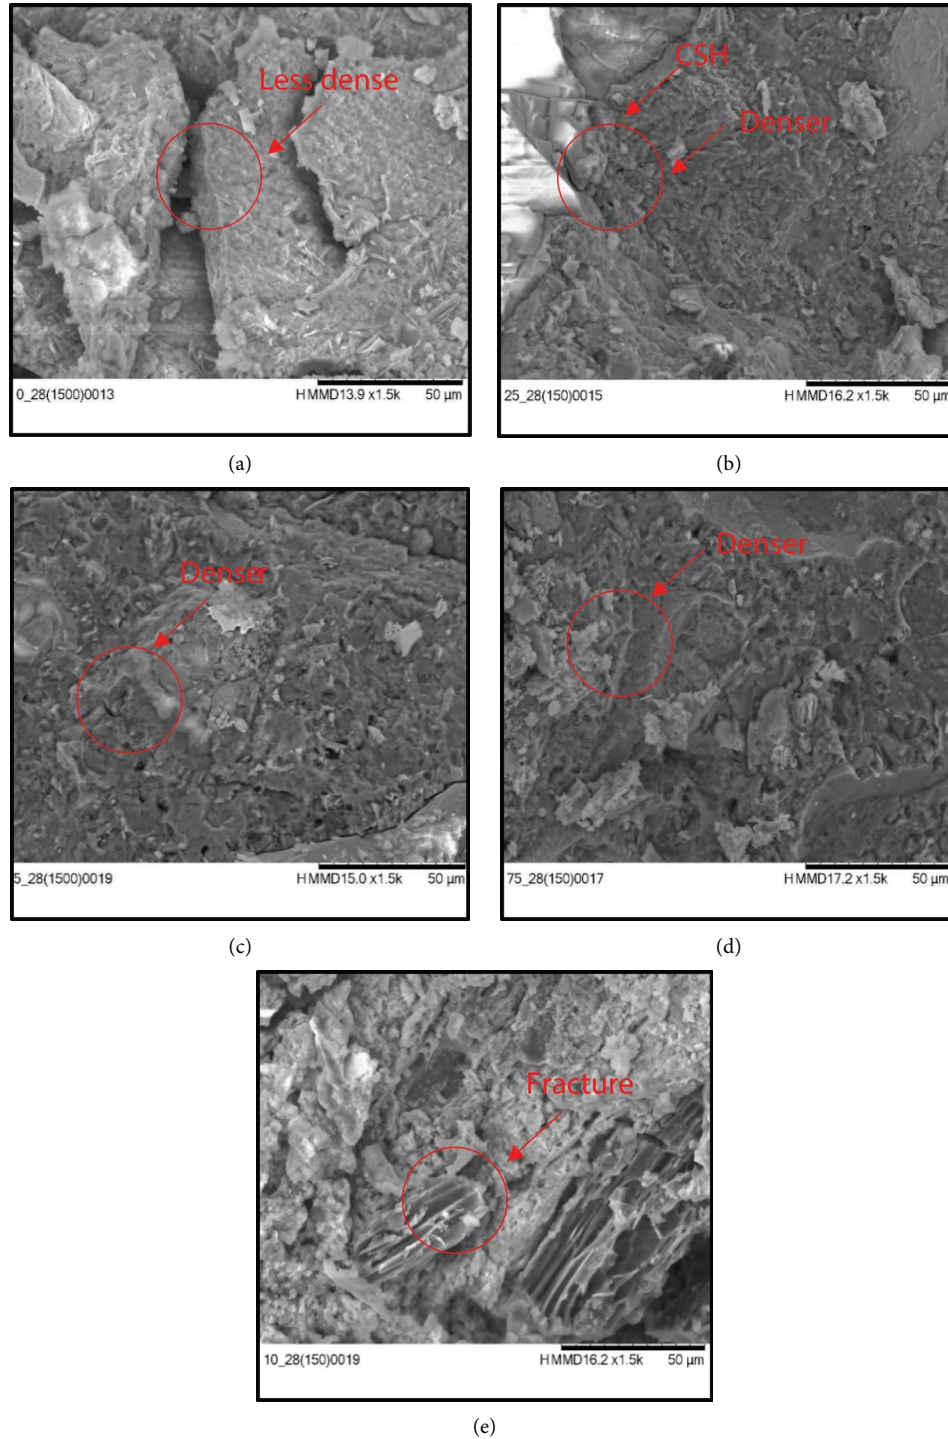 Less dense
0_28(1500)0013 HMMD13.9 x1.5k 50 μm
(a)
CSH
Denser
25_28(150)0015 HMMD16.2 x1.5k 50 μm
(b)
Denser
5_28(1500)0019 HMMD15.0 x1.5k 50 μm
(c)
Denser
75_28(150)0017 HMMD17.2 x1.5k 50 μm
(d)
Fracture
10_28(150)0019 HMMD16.2 x1.5k 50 μm
(e)